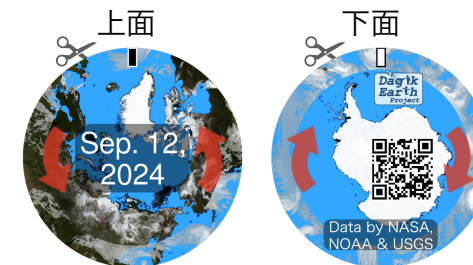 上面
下面
Sep. 12,
2024
Dagik
Earth
Project
Data by NASA,
NOAA & USGS